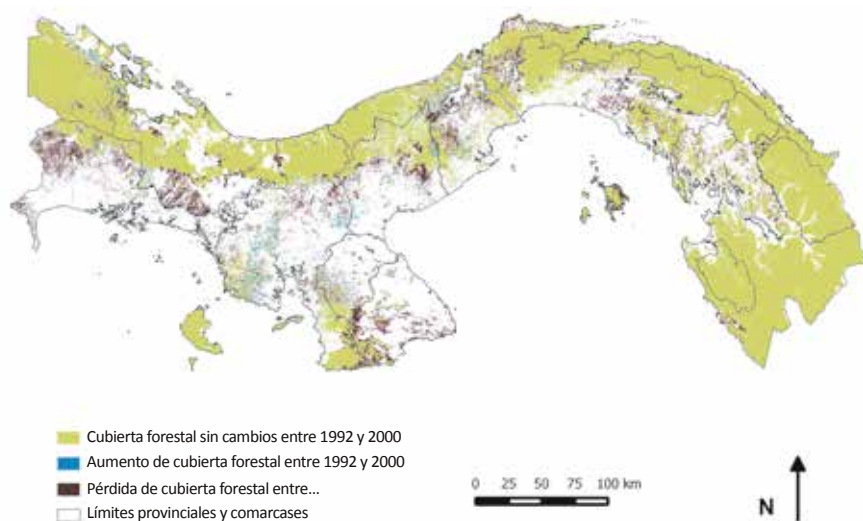 Cubierta forestal sin cambios entre 1992 y 2000
Aumento de cubierta forestal entre 1992 y 2000
Pérdida de cubierta forestal entre...
Límites provinciales y comarcases
0 25 50 75 100 km
N